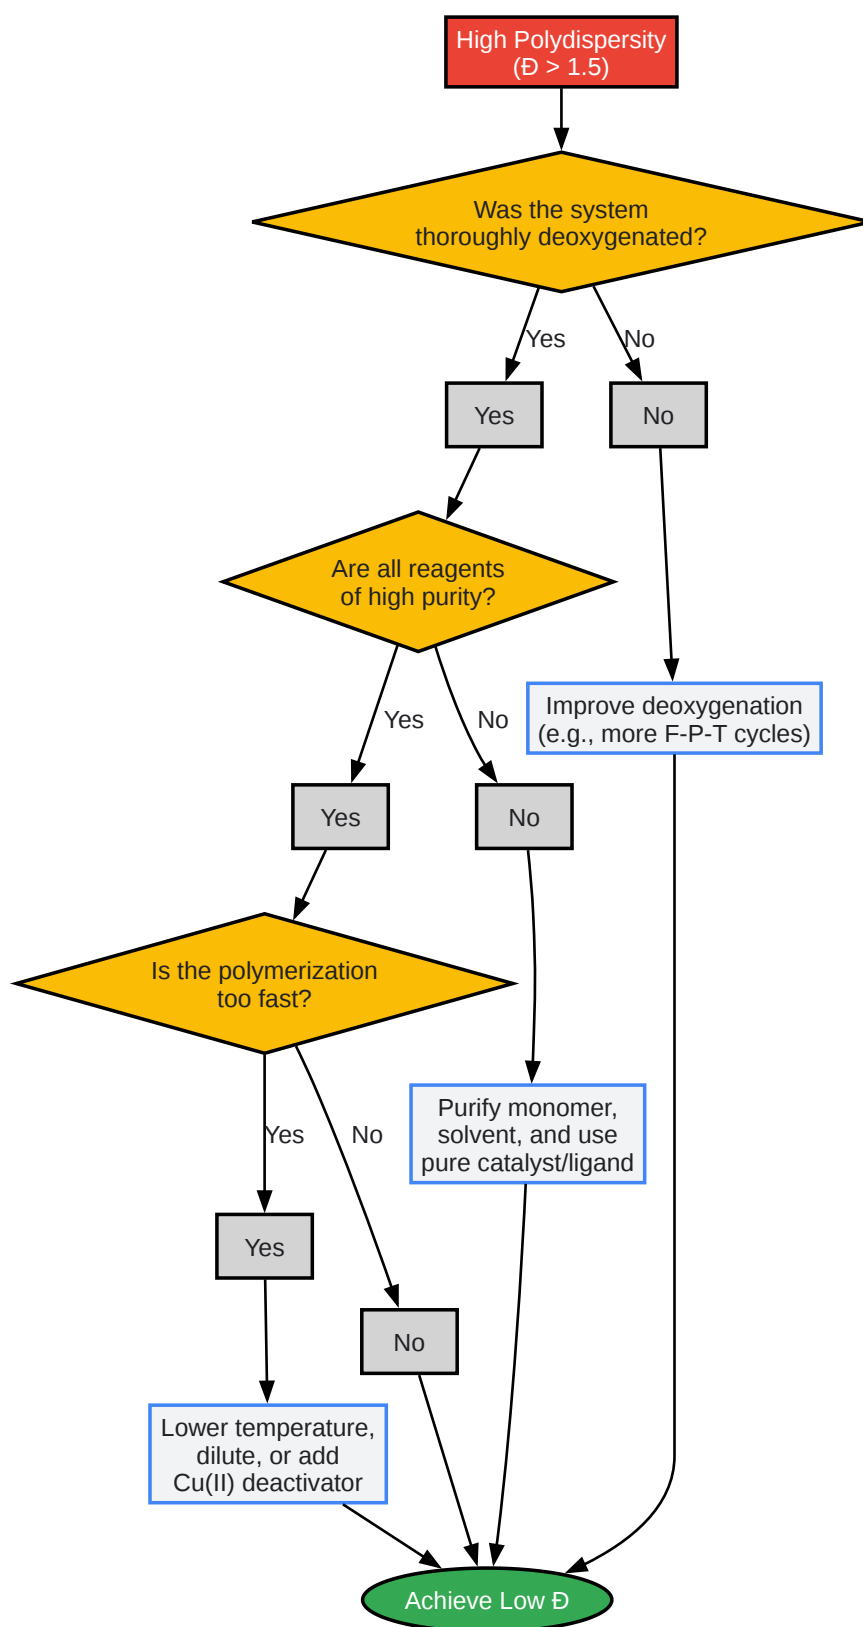 High Polydispersity
(Đ > 1.5)
Was the system
thoroughly deoxygenated?
Yes
No
Yes
No
Are all reagents
of high purity?
Improve deoxygenation
(e.g., more F-P-T cycles)
Yes
No
Yes
No
Is the polymerization
too fast?
Purify monomer,
solvent, and use
pure catalyst/ligand
Yes
No
Yes
No
Lower temperature,
dilute, or add
Cu(II) deactivator
Achieve Low Đ